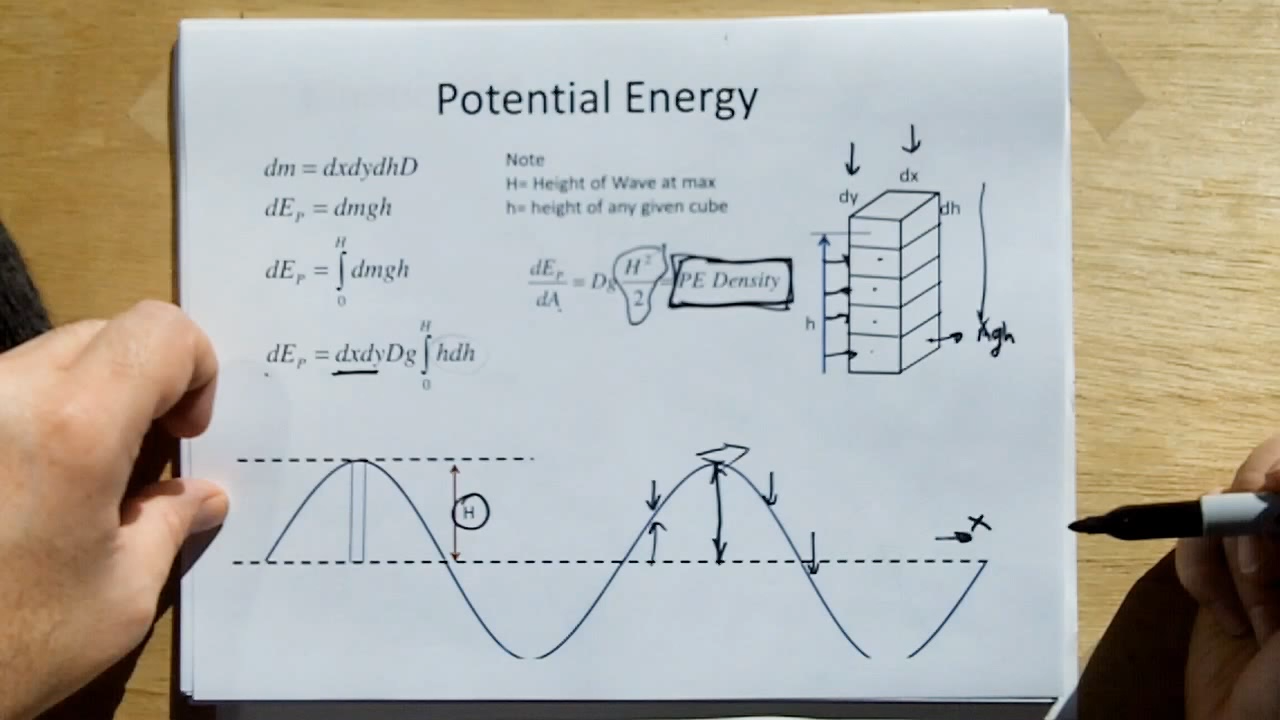 Potential Energy
dm = dxdydhD
dE_P = dmgh
dE_P = ∫_0^H dmgh
dE_P = dxdyDg ∫_0^H hdh
Note
H= Height of Wave at max
h= height of any given cube
dE_P/dA = Dg H²/2 = PE Density
dx
dy
dh
h
xgh
H
x